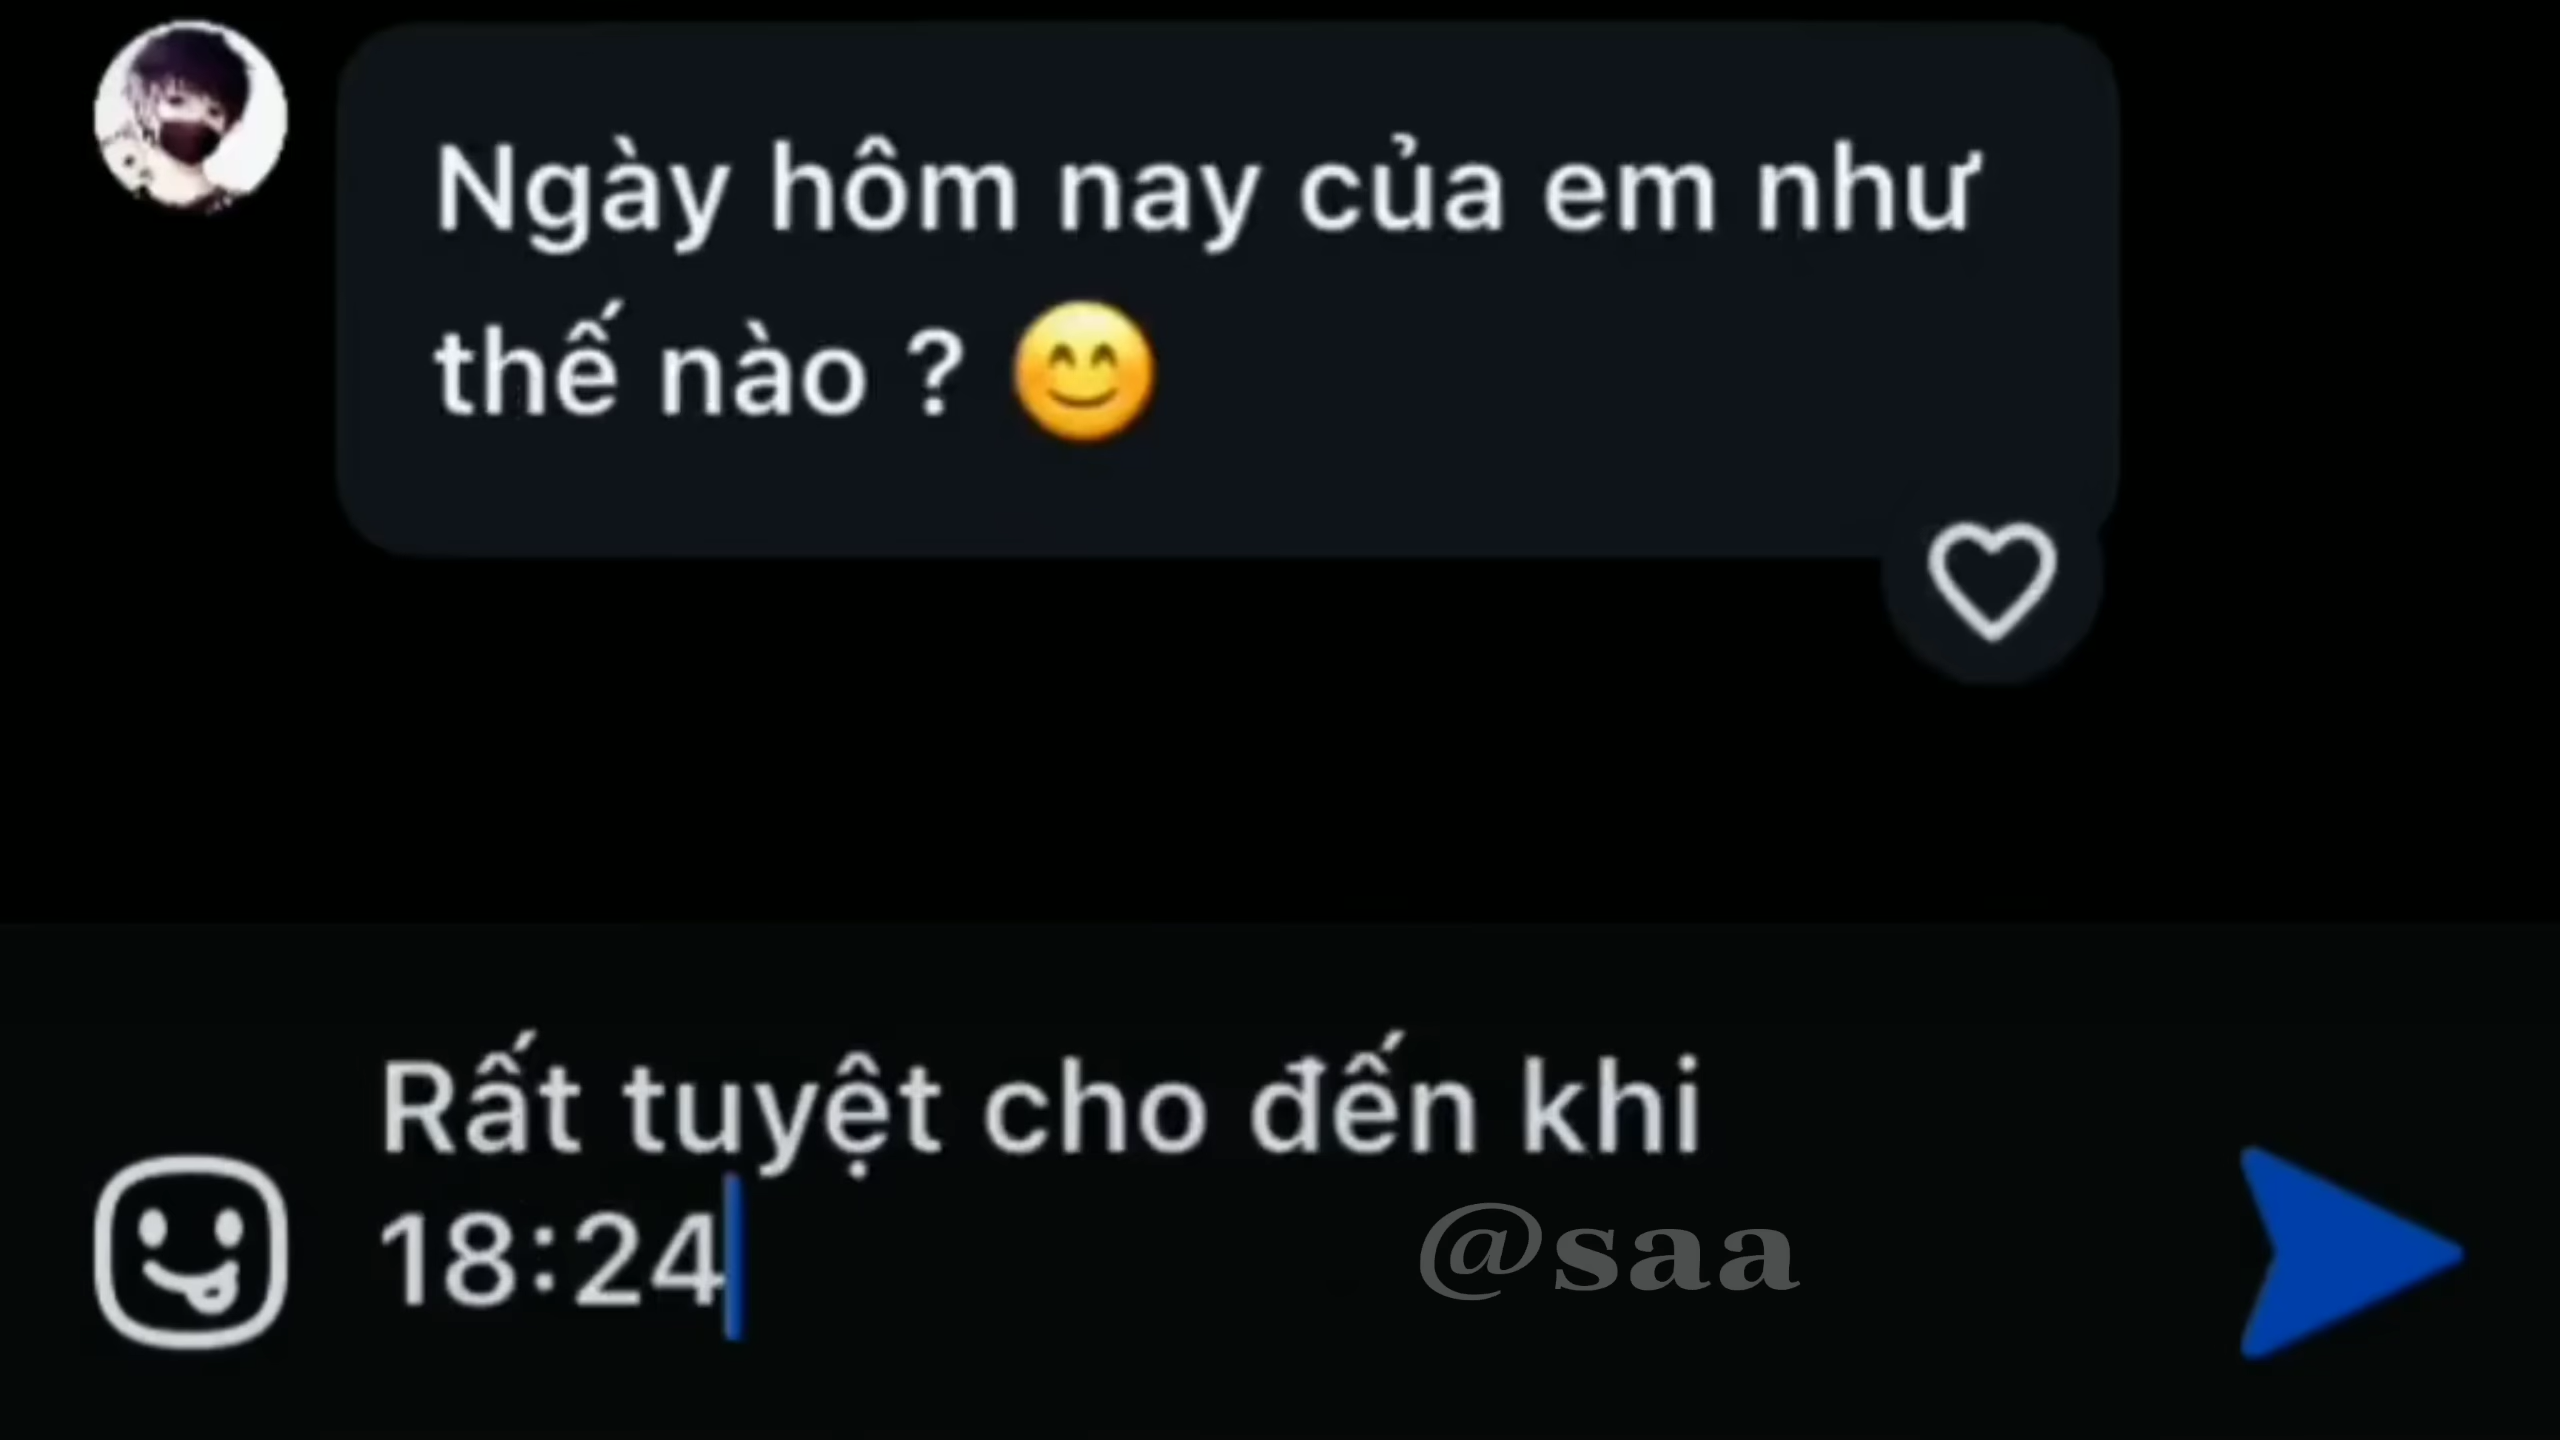 Ngày hôm nay của em như
thế nào ? 😊
Rất tuyệt cho đến khi
18:24
@saa